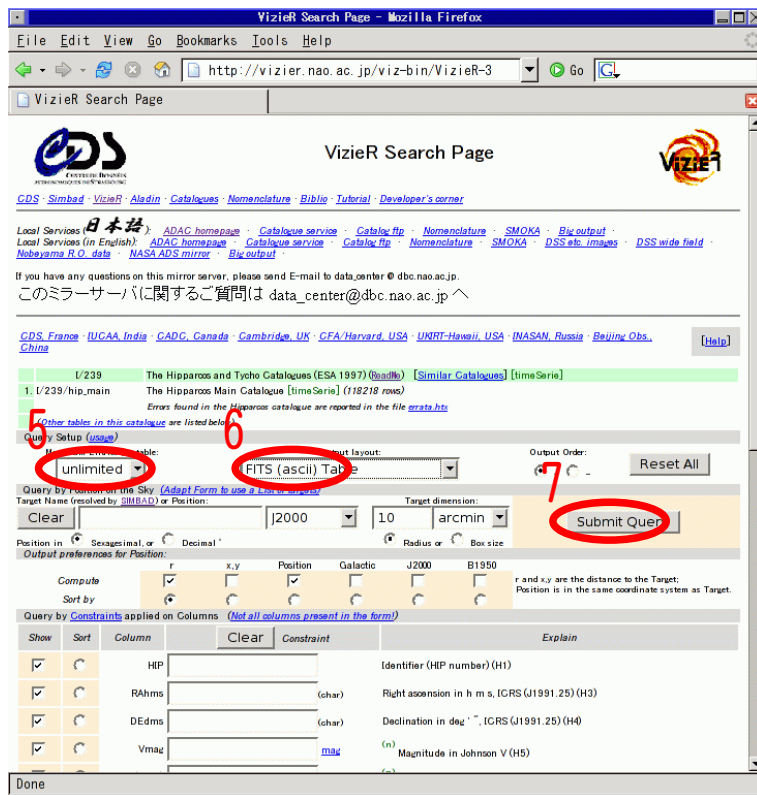 VizieR Search Page - Mozilla Firefox
File Edit View Go Bookmarks Tools Help
http://vizier.nao.ac.jp/viz-bin/VizieR-3 Go
VizieR Search Page
CDS
CENTRE DE DONNÉES
ASTRONOMIQUES DE STRASBOURG
VizieR Search Page
VizieR
CDS · Simbad · VizieR · Aladin · Catalogues · Nomenclature · Biblio · Tutorial · Developer's corner
Local Services (日本語): ADAC homepage · Catalogue service · Catalog ftp · Nomenclature · SMOKA · Big output ·
Local Services (in English): ADAC homepage · Catalogue service · Catalog ftp · Nomenclature · SMOKA · DSS etc. images · DSS wide field ·
Nobeyama R.O. data · NASA ADS mirror · Big output ·
If you have any questions on this mirror server, please send E-mail to data_center @ dbc.nao.ac.jp.
このミラーサーバに関するご質問は data_center@dbc.nao.ac.jp へ
CDS, France · IUCAA, India · CADC, Canada · Cambridge, UK · CFA/Harvard, USA · UKIRT-Hawaii, USA · INASAN, Russia · Beijing Obs., China
[Help]
I/239 The Hipparcos and Tycho Catalogues (ESA 1997) (ReadMe) [Similar Catalogues] [timeSerie]
1. I/239/hip_main The Hipparcos Main Catalogue [timeSerie] (118218 rows)
Errors found in the Hipparcos catalogue are reported in the file errata.htx
(Other tables in this catalogue are listed below)
5 6
Query Setup (usage)
table: Output layout: Output Order:
unlimited FITS (ascii) Table + - Reset All
7
Query by Position on the Sky (Adapt Form to use a List of targets)
Target Name (resolved by SIMBAD) or Position: Target dimension:
Clear J2000 10 arcmin Submit Query
Position in Sexagesimal, or Decimal ° Radius or Box size
Output preferences for Position:
r x,y Position Galactic J2000 B1950
Compute r and x,y are the distance to the Target;
Sort by Position is in the same coordinate system as Target.
Query by Constraints applied on Columns (Not all columns present in the form!)
Show Sort Column Clear Constraint Explain
HIP Identifier (HIP number) (H1)
RAhms (char) Right ascension in h m s, ICRS (J1991.25) (H3)
DEdms (char) Declination in deg ' ", ICRS (J1991.25) (H4)
Vmag mag (n) Magnitude in Johnson V (H5)
Done